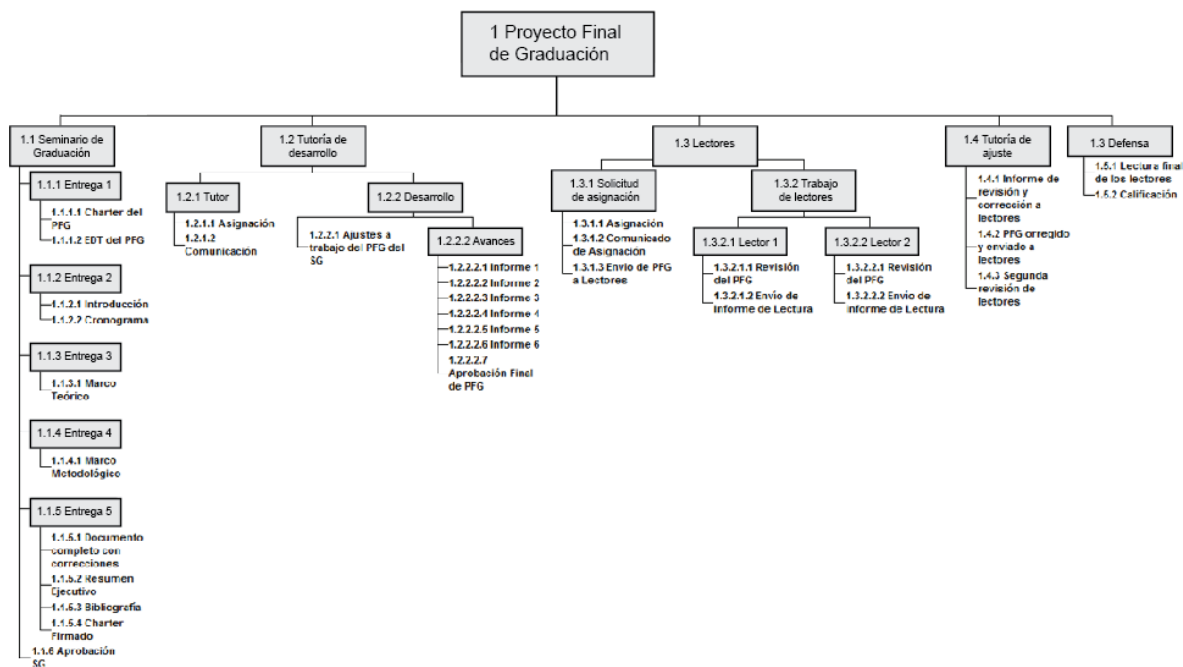 1 Proyecto Final
de Graduación
1.1 Seminario de
Graduación
1.1.1 Entrega 1
1.1.1.1 Charter del
PFG
1.1.1.2 EDT del PFG
1.1.2 Entrega 2
1.1.2.1 Introducción
1.1.2.2 Cronograma
1.1.3 Entrega 3
1.1.3.1 Marco
Teórico
1.1.4 Entrega 4
1.1.4.1 Marco
Metodológico
1.1.5 Entrega 5
1.1.5.1 Documento
completo con
correcciones
1.1.5.2 Resumen
Ejecutivo
1.1.5.3 Bibliografía
1.1.5.4 Charter
Firmado
1.1.6 Aprobación
SG
1.2 Tutoría de
desarrollo
1.2.1 Tutor
1.2.1.1 Asignación
1.2.1.2
Comunicación
1.2.2 Desarrollo
1.2.2.1 Ajustes a
trabajo del PFG del
SG
1.2.2.2 Avances
1.2.2.2.1 Informe 1
1.2.2.2.2 Informe 2
1.2.2.2.3 Informe 3
1.2.2.2.4 Informe 4
1.2.2.2.5 Informe 5
1.2.2.2.6 Informe 6
1.2.2.2.7
Aprobación Final
de PFG
1.3 Lectores
1.3.1 Solicitud
de asignación
1.3.1.1 Asignación
1.3.1.2 Comunicado
de Asignación
1.3.1.3 Envio de PFG
a Lectores
1.3.2 Trabajo
de lectores
1.3.2.1 Lector 1
1.3.2.1.1 Revisión
del PFG
1.3.2.1.2 Envio de
informe de Lectura
1.3.2.2 Lector 2
1.3.2.2.1 Revisión
del PFG
1.3.2.2.2 Envio de
informe de Lectura
1.4 Tutoría de
ajuste
1.4.1 Informe de
revisión y
corrección a
lectores
1.4.2 PFG orregido
y enviado a
lectores
1.4.3 Segunda
revisión de
lectores
1.3 Defensa
1.5.1 Lectura final
de los lectores
1.5.2 Calificación